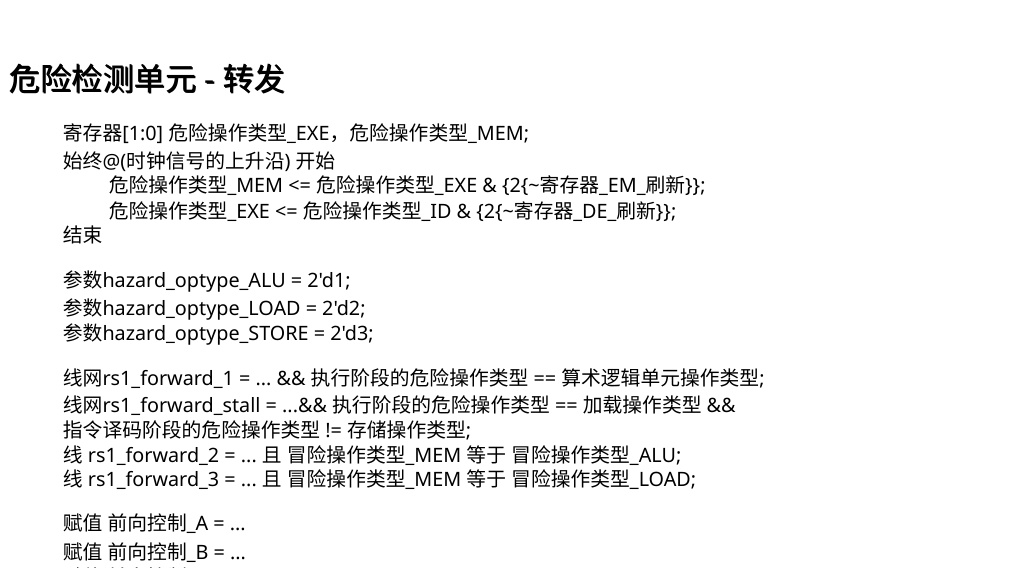 危险检测单元 - 转发
寄存器[1:0] 危险操作类型_EXE，危险操作类型_MEM;
始终@(时钟信号的上升沿) 开始
危险操作类型_MEM <= 危险操作类型_EXE & {2{~寄存器_EM_刷新}};
危险操作类型_EXE <= 危险操作类型_ID & {2{~寄存器_DE_刷新}};
结束
参数hazard_optype_ALU = 2'd1;
参数hazard_optype_LOAD = 2'd2;
参数hazard_optype_STORE = 2'd3;
线网rs1_forward_1 = ... && 执行阶段的危险操作类型 == 算术逻辑单元操作类型;
线网rs1_forward_stall = ...&& 执行阶段的危险操作类型 == 加载操作类型 &&
指令译码阶段的危险操作类型 != 存储操作类型;
线 rs1_forward_2 = ... 且 冒险操作类型_MEM 等于 冒险操作类型_ALU;
线 rs1_forward_3 = ... 且 冒险操作类型_MEM 等于 冒险操作类型_LOAD;
赋值 前向控制_A = ...
赋值 前向控制_B = ...